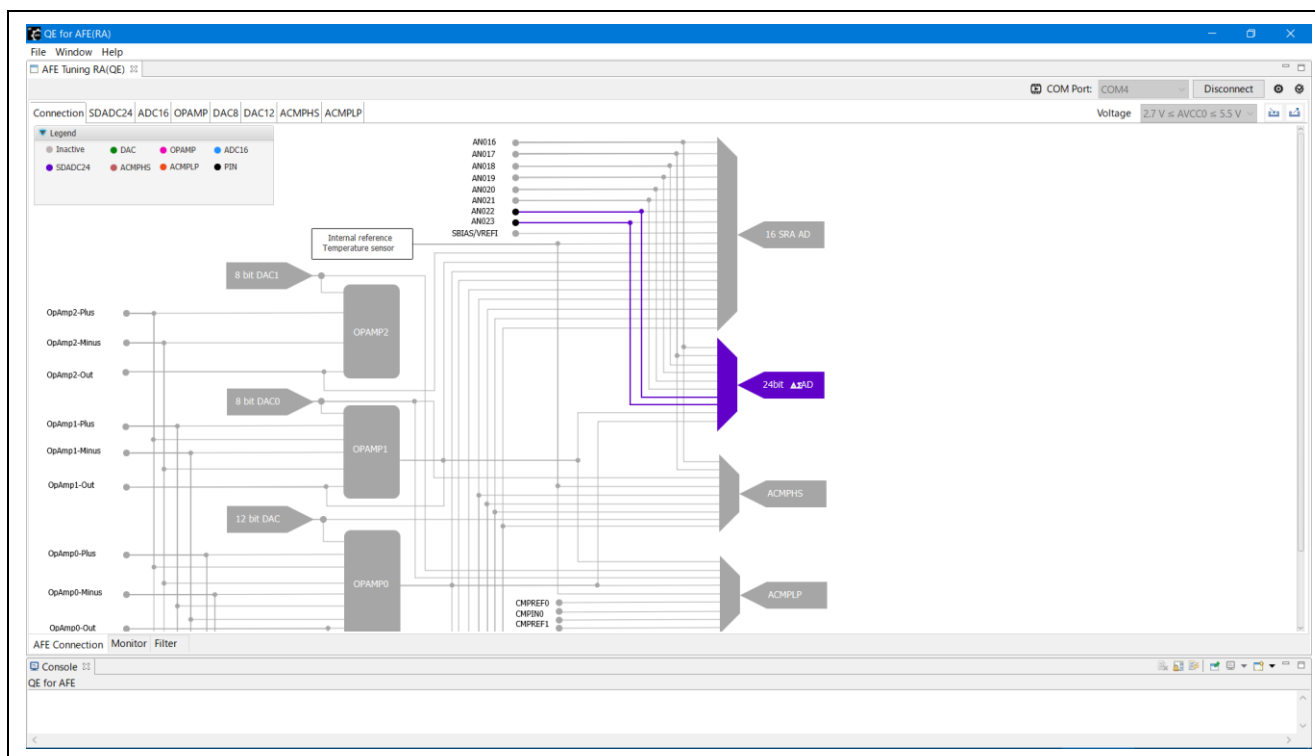 QE for AFE(RA)
File Window Help
AFE Tuning RA(QE)
COM Port: COM4 Disconnect
Connection SDADC24 ADC16 OPAMP DAC8 DAC12 ACMPHS ACMPLP
Voltage 2.7 V ≤ AVCC0 ≤ 5.5 V
Legend
Inactive DAC OPAMP ADC16
SDADC24 ACMPHS ACMPLP PIN
AN016
AN017
AN018
AN019
AN020
AN021
AN022
AN023
SBIAS/VREFI
16 SRA AD
Internal reference
Temperature sensor
8 bit DAC1
OpAmp2-Plus
OPAMP2
OpAmp2-Minus
OpAmp2-Out
24bit ΔΣAD
8 bit DAC0
OpAmp1-Plus
OPAMP1
OpAmp1-Minus
OpAmp1-Out
ACMPHS
12 bit DAC
OpAmp0-Plus
OPAMP0
OpAmp0-Minus
ACMPLP
CMPREF0
CMPIN0
CMPREF1
OpAmp0-Out
AFE Connection Monitor Filter
Console
QE for AFE